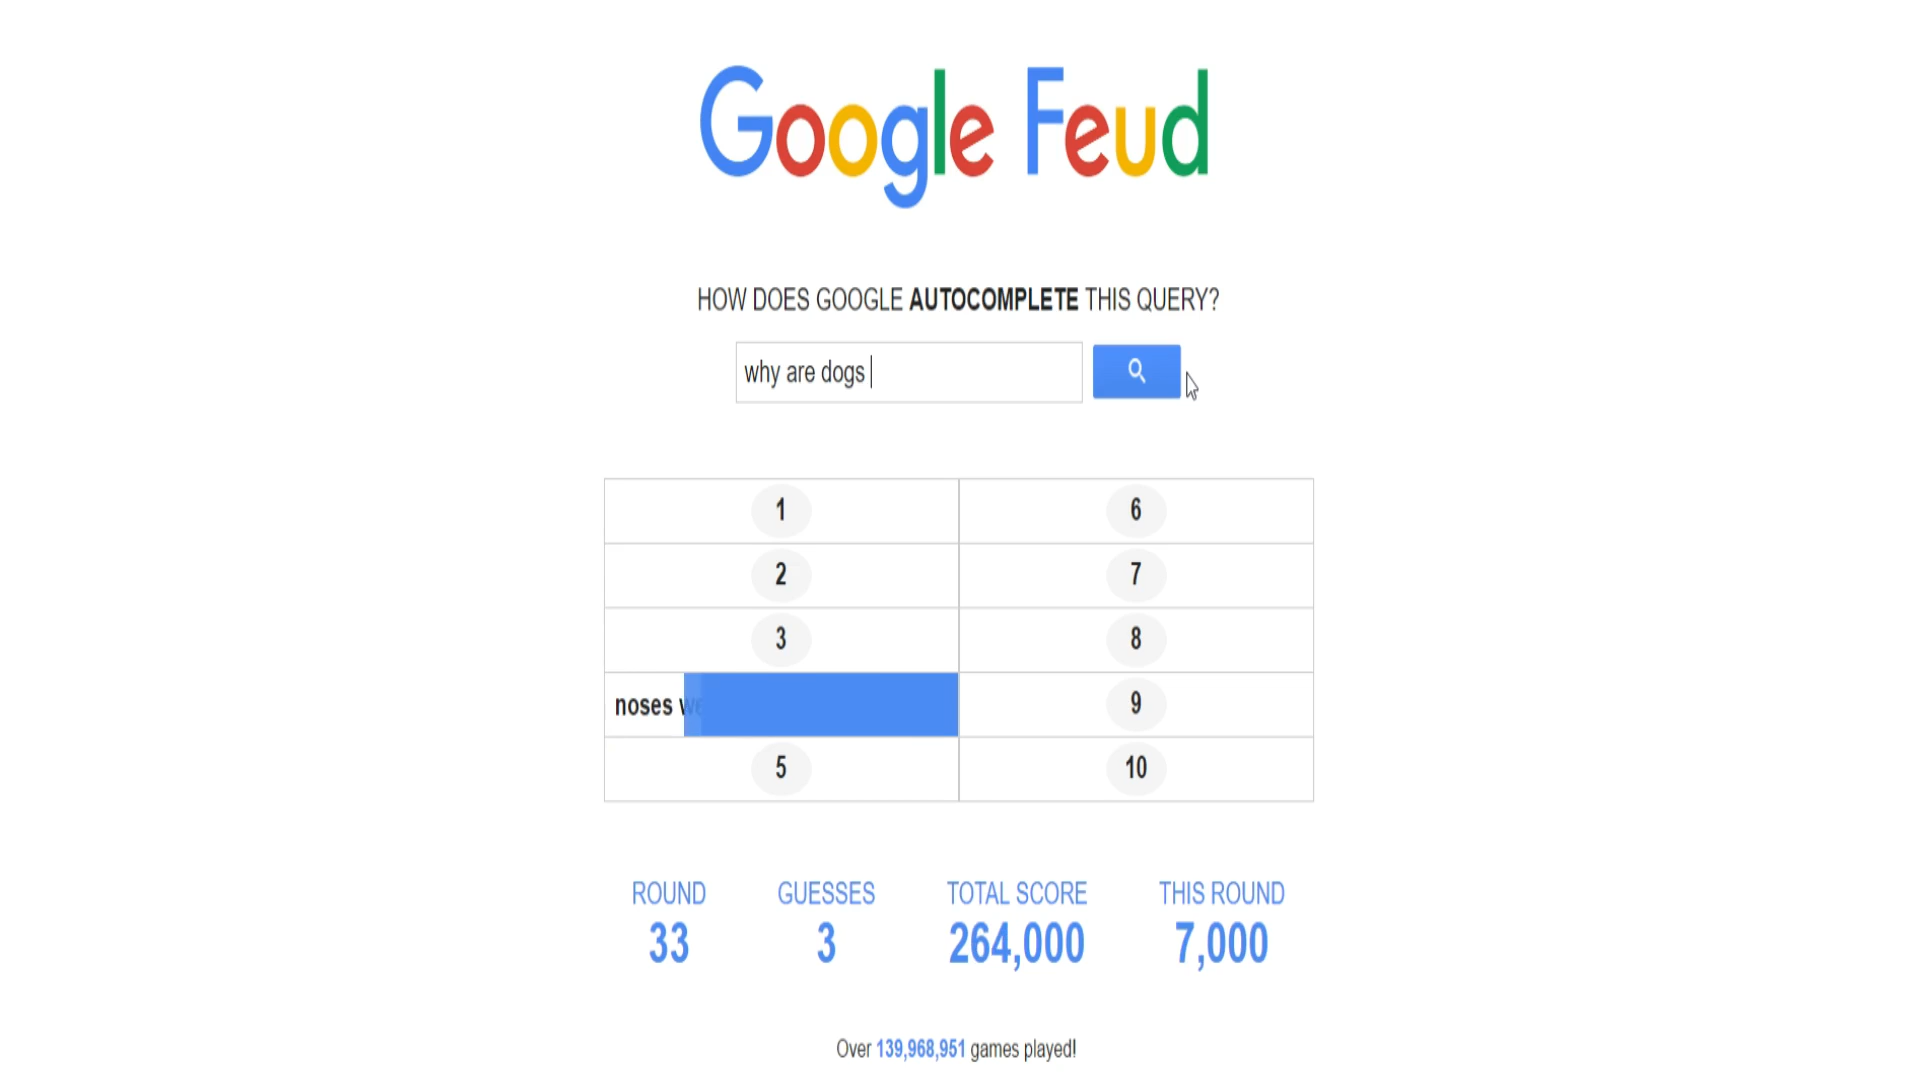 Google Feud
HOW DOES GOOGLE AUTOCOMPLETE THIS QUERY?
why are dogs
1
6
2
7
3
8
noses we
9
5
10
ROUND
GUESSES
TOTAL SCORE
THIS ROUND
33
3
264,000
7,000
Over 139,968,951 games played!